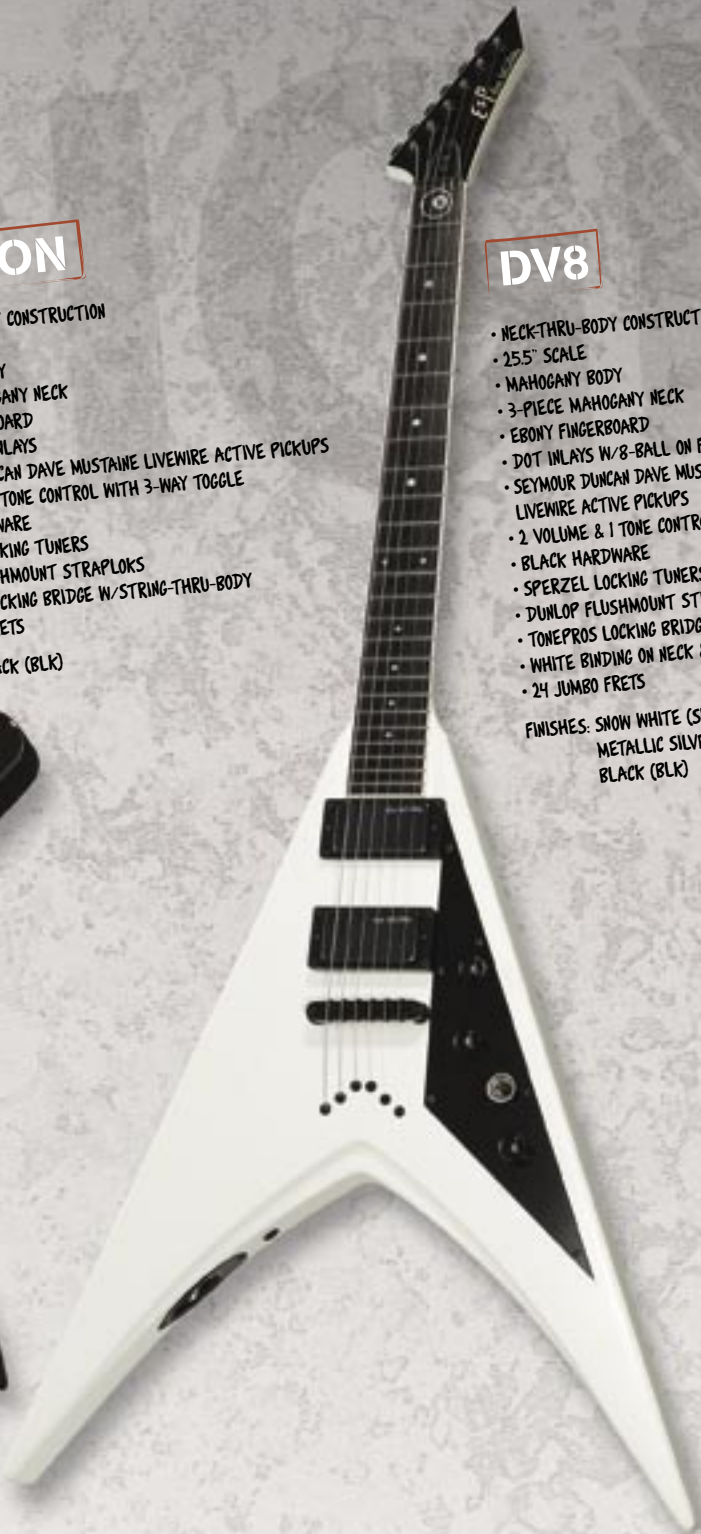 ON
CONSTRUCTION
Y
ANY NECK
OARD
NLAYS
CAN DAVE MUSTAINE LIVEWIRE ACTIVE PICKUPS
TONE CONTROL WITH 3-WAY TOGGLE
WARE
KING TUNERS
HMOUNT STRAPLOKS
CKING BRIDGE W/STRING-THRU-BODY
ETS
CK (BLK)
ESP
DV8
• NECK-THRU-BODY CONSTRUCT
• 25.5" SCALE
• MAHOGANY BODY
• 3-PIECE MAHOGANY NECK
• EBONY FINGERBOARD
• DOT INLAYS W/8-BALL ON
• SEYMOUR DUNCAN DAVE MUS
LIVEWIRE ACTIVE PICKUPS
• 2 VOLUME & 1 TONE CONTRO
• BLACK HARDWARE
• SPERZEL LOCKING TUNERS
• DUNLOP FLUSHMOUNT ST
• TONEPROS LOCKING BRIDG
• WHITE BINDING ON NECK
• 24 JUMBO FRETS
FINISHES: SNOW WHITE (S
METALLIC SILV
BLACK (BLK)